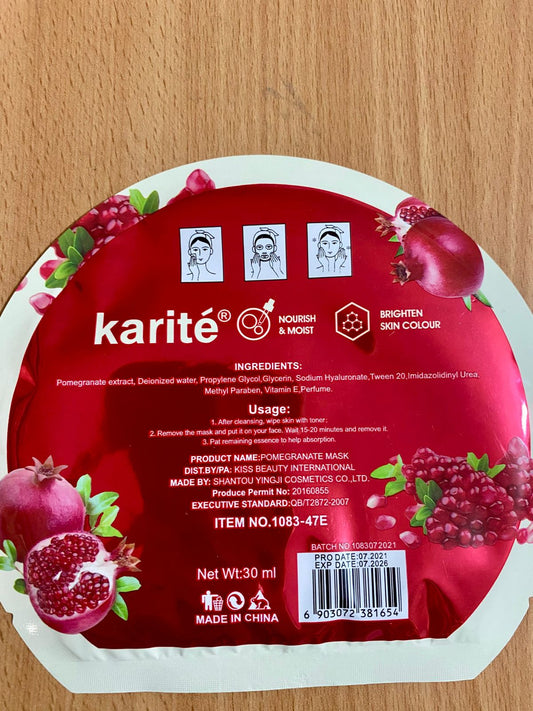 karité®
NOURISH
& MOIST
BRIGHTEN
SKIN COLOUR
INGREDIENTS:
Pomegranate extract, Deionized water, Propylene Glycol,Glycerin, Sodium Hyaluronate,Tween 20,Imidazolidinyl Urea,
Methyl Paraben, Vitamin E,Perfume.
Usage:
1. After cleansing, wipe skin with toner;
2. Remove the mask and put it on your face. Wait 15-20 minutes and remove it.
3. Pat remaining essence to help absorption.
PRODUCT NAME:POMEGRANATE MASK
DIST.BY/PA: KISS BEAUTY INTERNATIONAL
MADE BY: SHANTOU YINGJI COSMETICS CO.,LTD.
Produce Permit No: 20160855
EXECUTIVE STANDARD:QB/T2872-2007
ITEM NO.1083-47E
BATCH NO.1083072021
PRO DATE:07.2021
EXP DATE:07.2026
Net Wt:30 ml
6 903072 381654
MADE IN CHINA